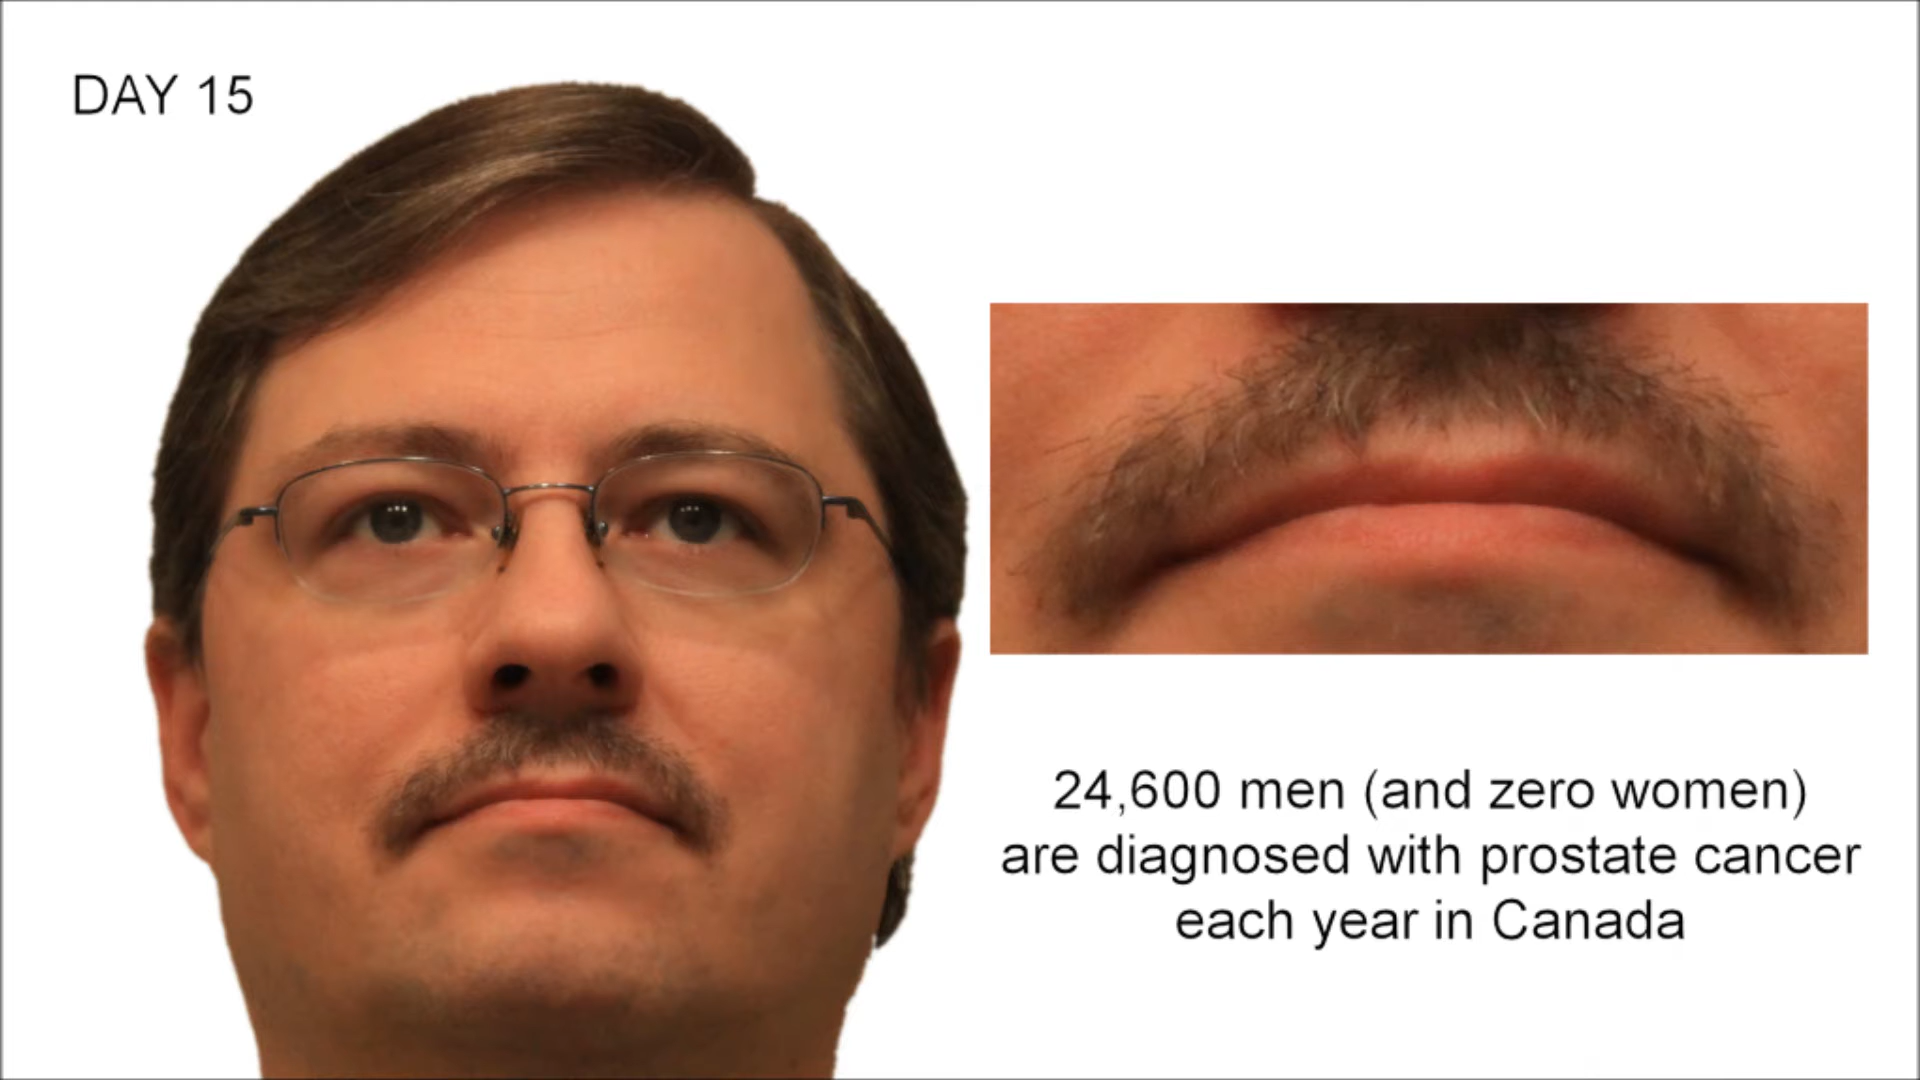 DAY 15
24,600 men (and zero women)
are diagnosed with prostate cancer
each year in Canada